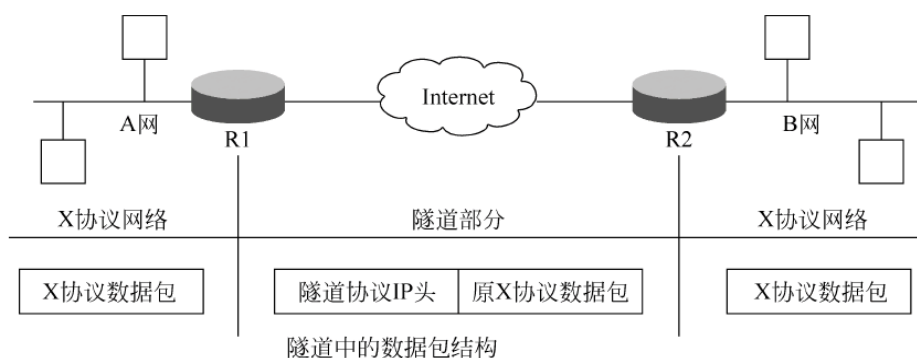 Internet
A网
R1
R2
B网
X协议网络
隧道部分
X协议网络
X协议数据包
隧道协议IP头
原X协议数据包
X协议数据包
隧道中的数据包结构